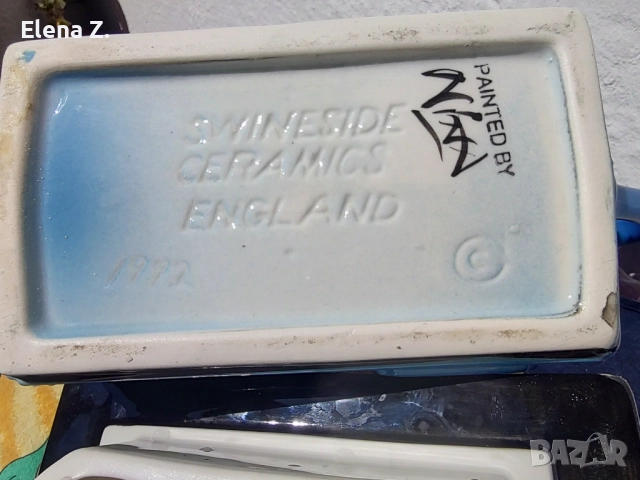 Elena Z.
SWINESIDE
CERAMICS
ENGLAND
1992
©
PAINTED BY
BAZAR